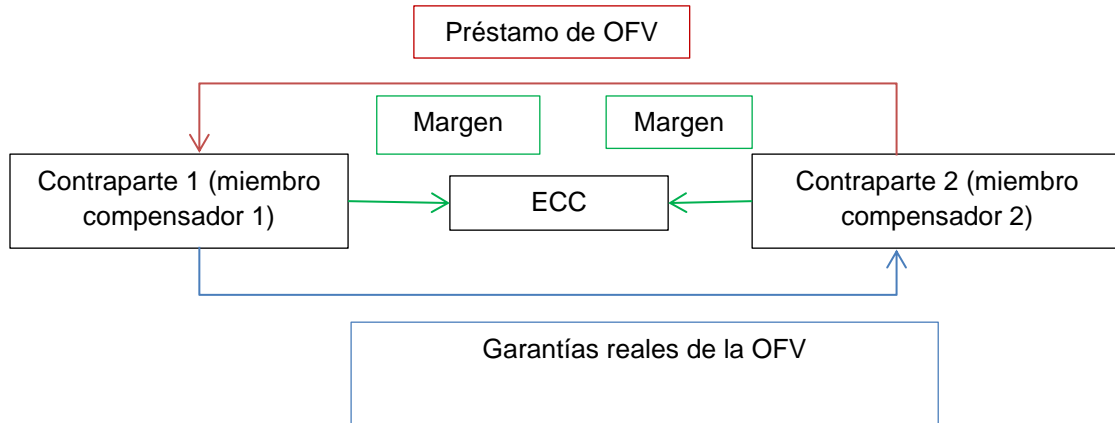 Préstamo de OFV
Margen
Margen
Contraparte 1 (miembro
compensador 1)
ECC
Contraparte 2 (miembro
compensador 2)
Garantías reales de la OFV